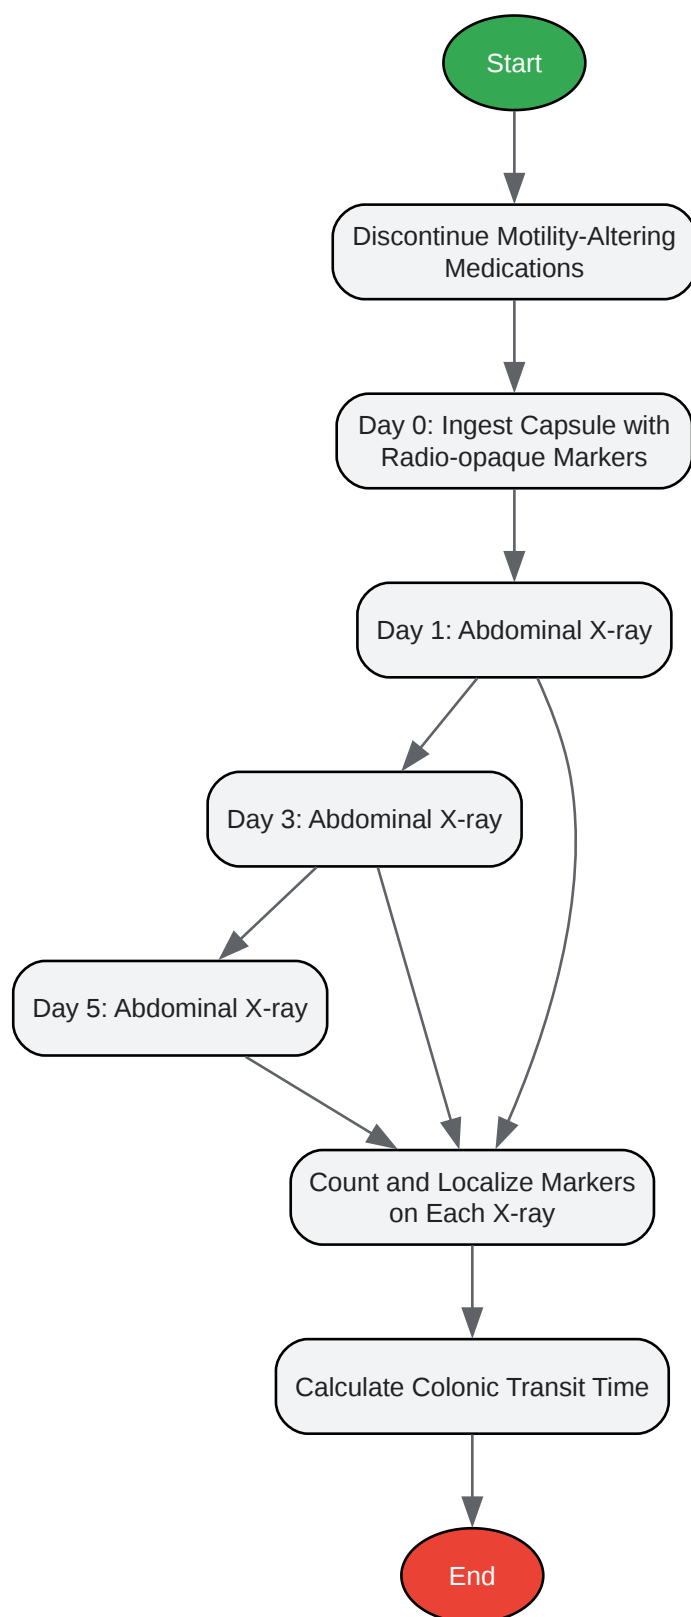 Start
Discontinue Motility-Altering
Medications
Day 0: Ingest Capsule with
Radio-opaque Markers
Day 1: Abdominal X-ray
Day 3: Abdominal X-ray
Day 5: Abdominal X-ray
Count and Localize Markers
on Each X-ray
Calculate Colonic Transit Time
End